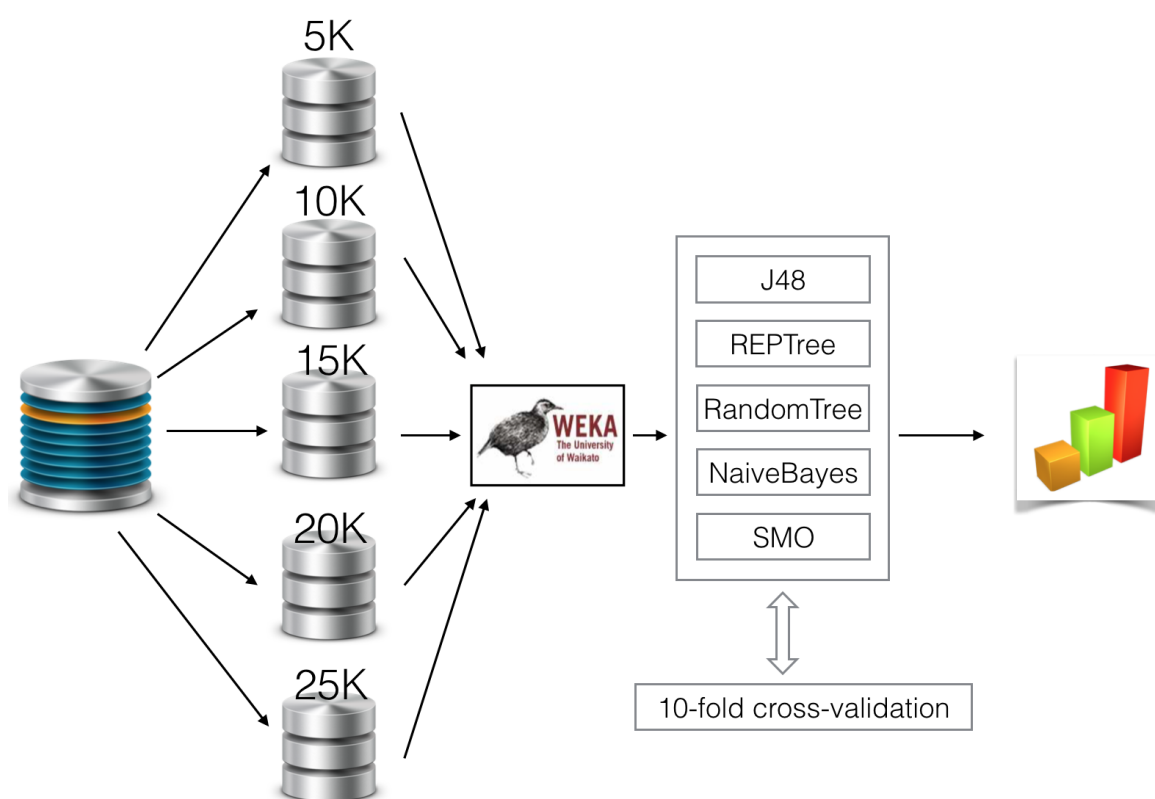 5K
10K
15K
20K
25K
WEKA
The University
of Waikato
J48
REPTree
RandomTree
NaiveBayes
SMO
10-fold cross-validation